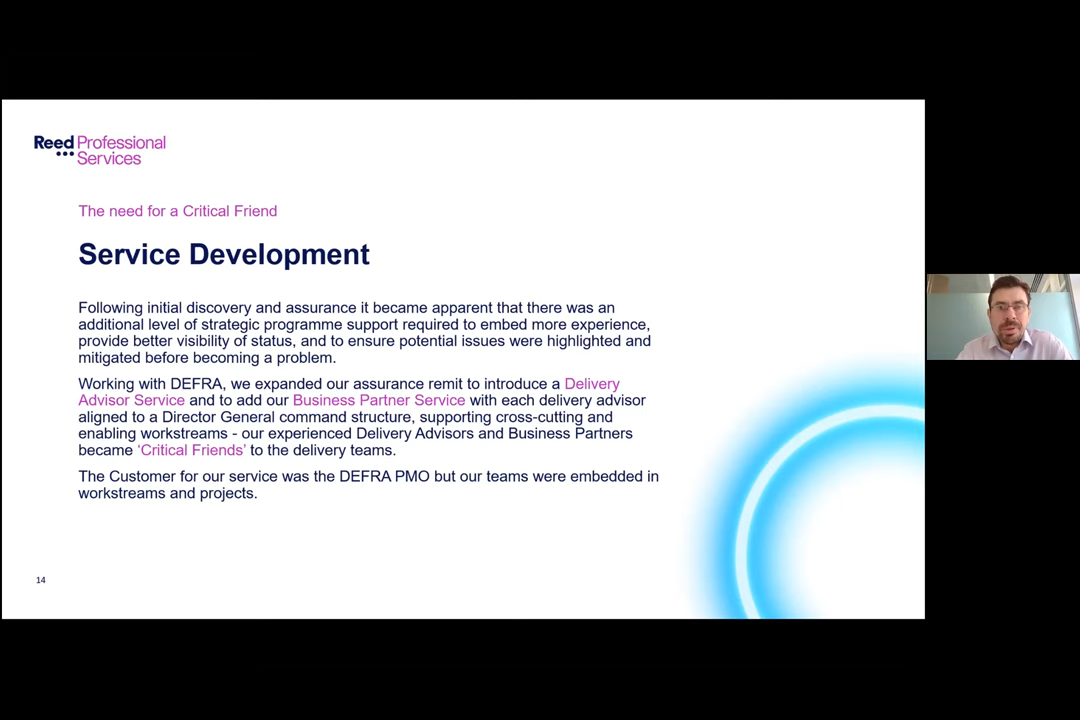 Reed Professional
Services
The need for a Critical Friend
Service Development
Following initial discovery and assurance it became apparent that there was an
additional level of strategic programme support required to embed more experience,
provide better visibility of status, and to ensure potential issues were highlighted and
mitigated before becoming a problem.
Working with DEFRA, we expanded our assurance remit to introduce a Delivery
Advisor Service and to add our Business Partner Service with each delivery advisor
aligned to a Director General command structure, supporting cross-cutting and
enabling workstreams - our experienced Delivery Advisors and Business Partners
became ‘Critical Friends’ to the delivery teams.
The Customer for our service was the DEFRA PMO but our teams were embedded in
workstreams and projects.
14